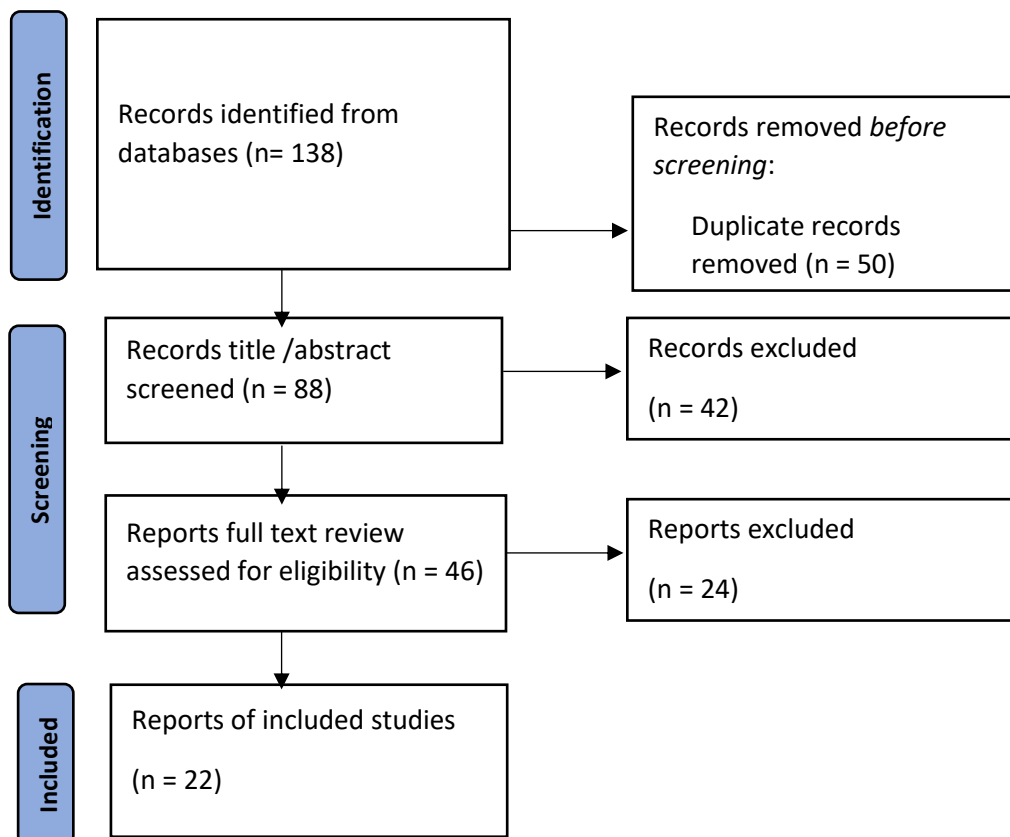 Identification
Records identified from
databases (n= 138)
Records removed before
screening:
Duplicate records
removed (n = 50)
Screening
Records title /abstract
screened (n = 88)
Records excluded
(n = 42)
Reports full text review
assessed for eligibility (n = 46)
Reports excluded
(n = 24)
Included
Reports of included studies
(n = 22)